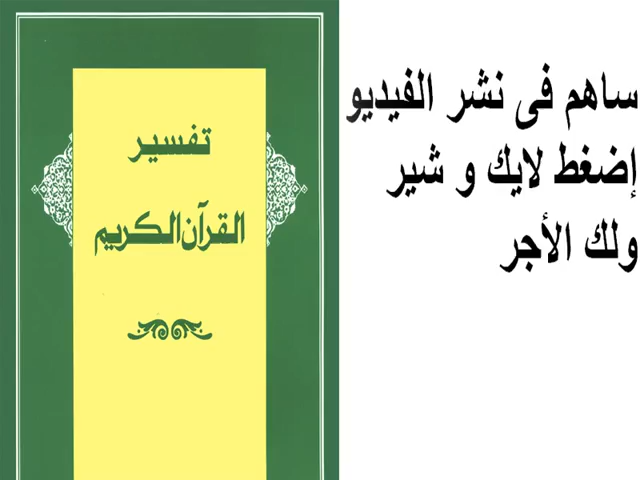 تفسير
القرآن الكريم
ساهم فى نشر الفيديو
إضغط لايك و شير
ولك الأجر